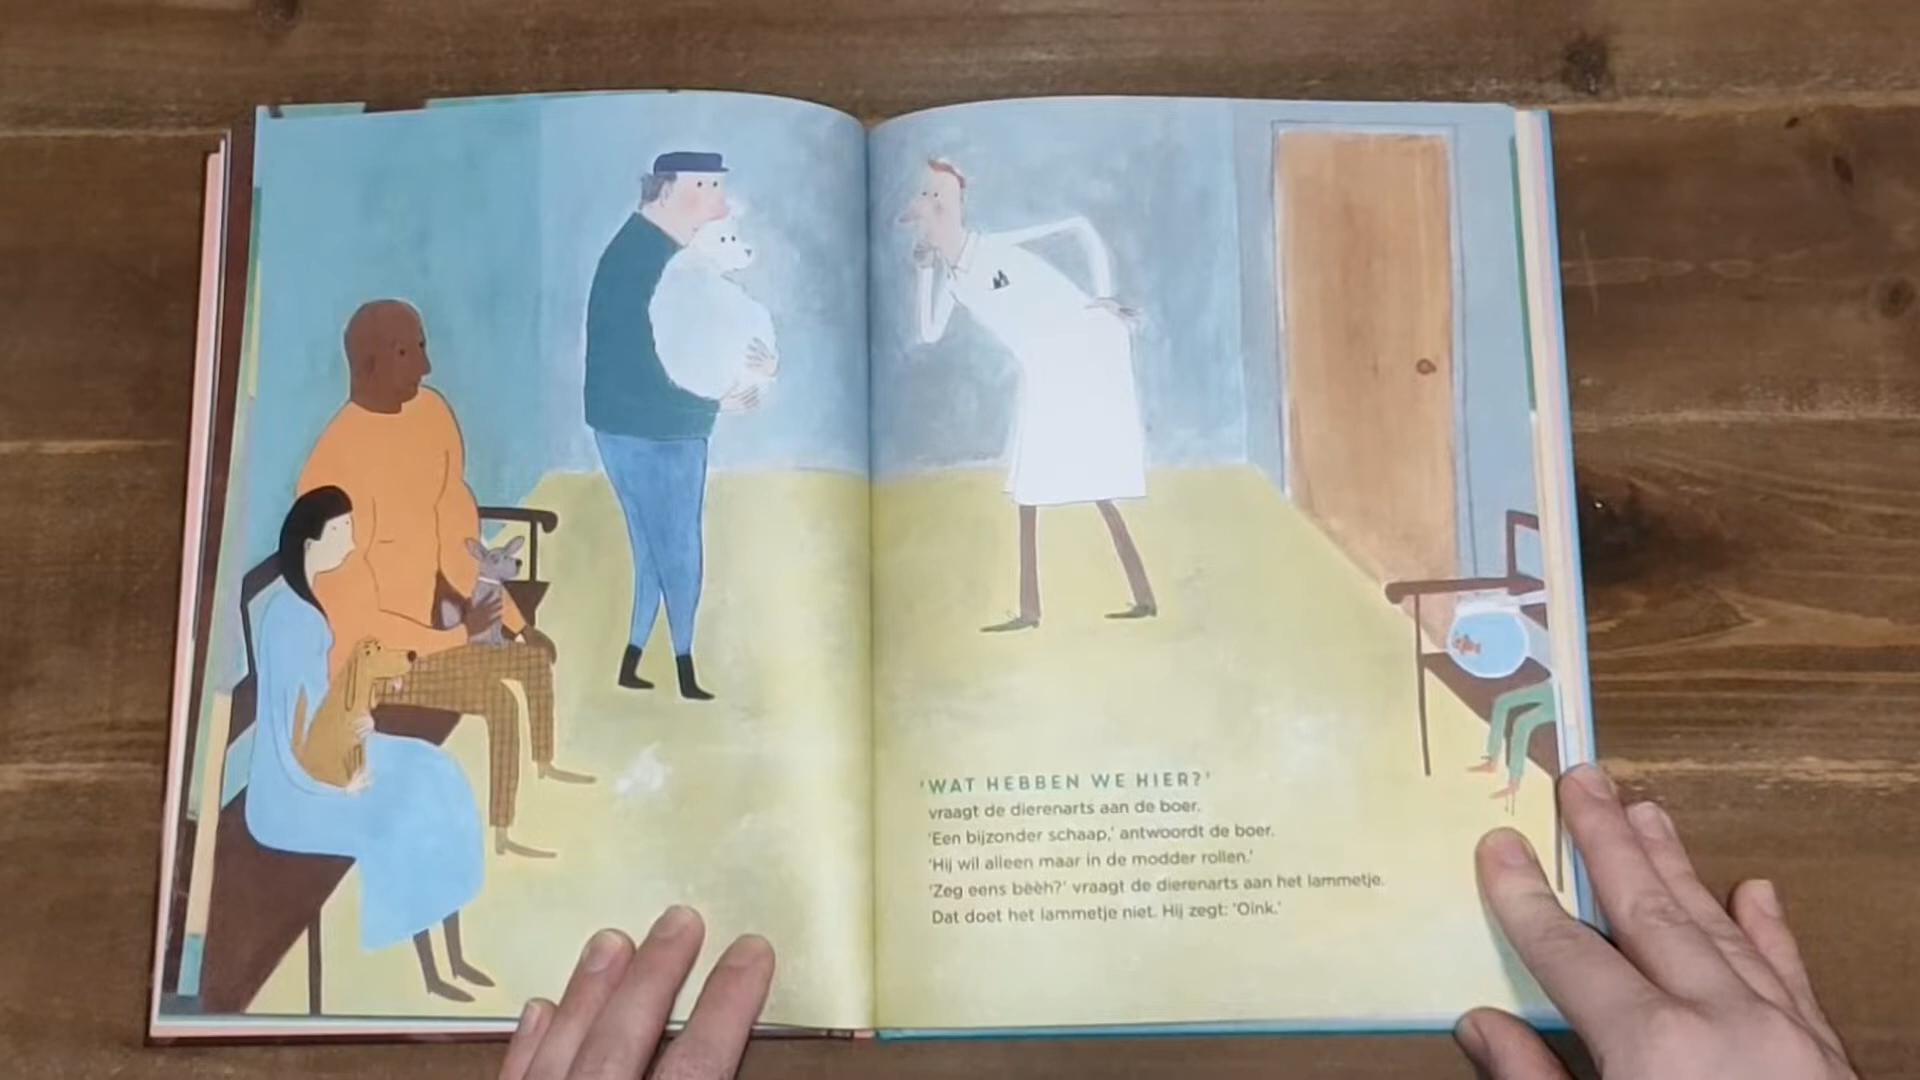 'WAT HEBBEN WE HIER?'
vraagt de dierenarts aan de boer.
'Een bijzonder schaap,' antwoordt de boer.
'Hij wil alleen maar in de modder rollen.'
'Zeg eens bèèh?' vraagt de dierenarts aan het lammetje.
Dat doet het lammetje niet. Hij zegt: 'Oink.'